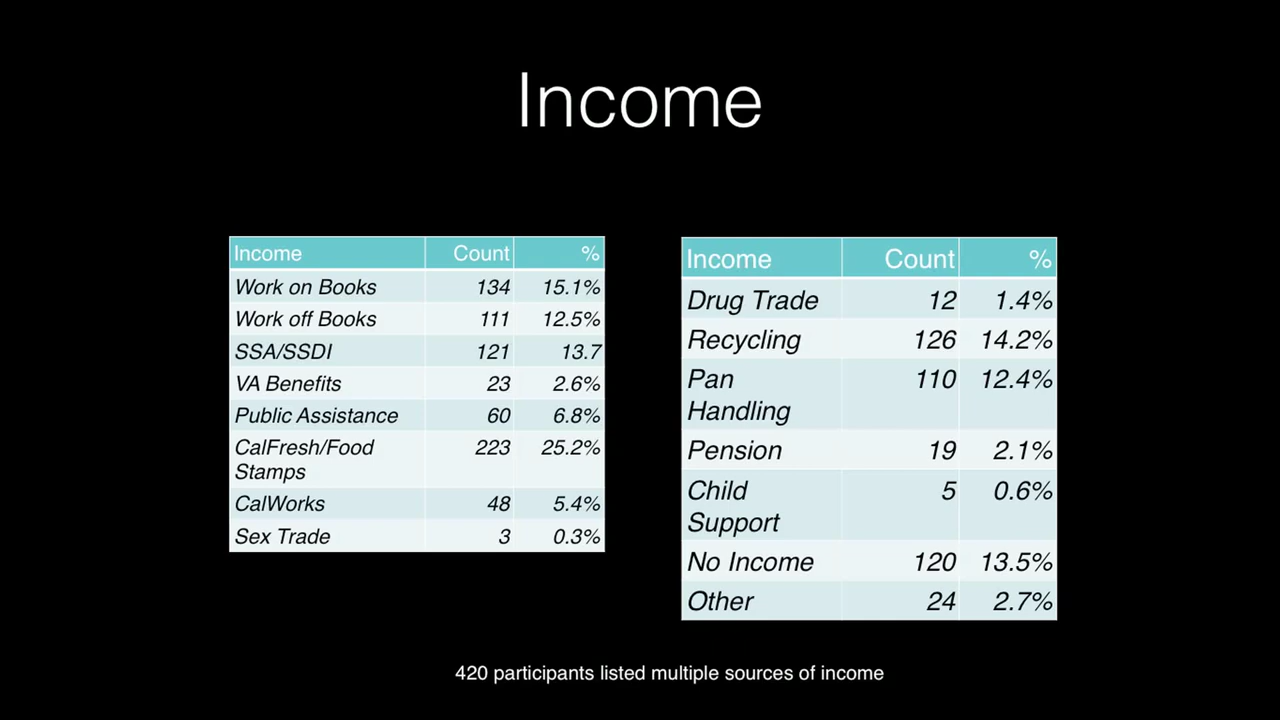 Income
Income Count %
Work on Books 134 15.1%
Work off Books 111 12.5%
SSA/SSDI 121 13.7
VA Benefits 23 2.6%
Public Assistance 60 6.8%
CalFresh/Food 223 25.2%
Stamps
CalWorks 48 5.4%
Sex Trade 3 0.3%
Income Count %
Drug Trade 12 1.4%
Recycling 126 14.2%
Pan 110 12.4%
Handling
Pension 19 2.1%
Child 5 0.6%
Support
No Income 120 13.5%
Other 24 2.7%
420 participants listed multiple sources of income